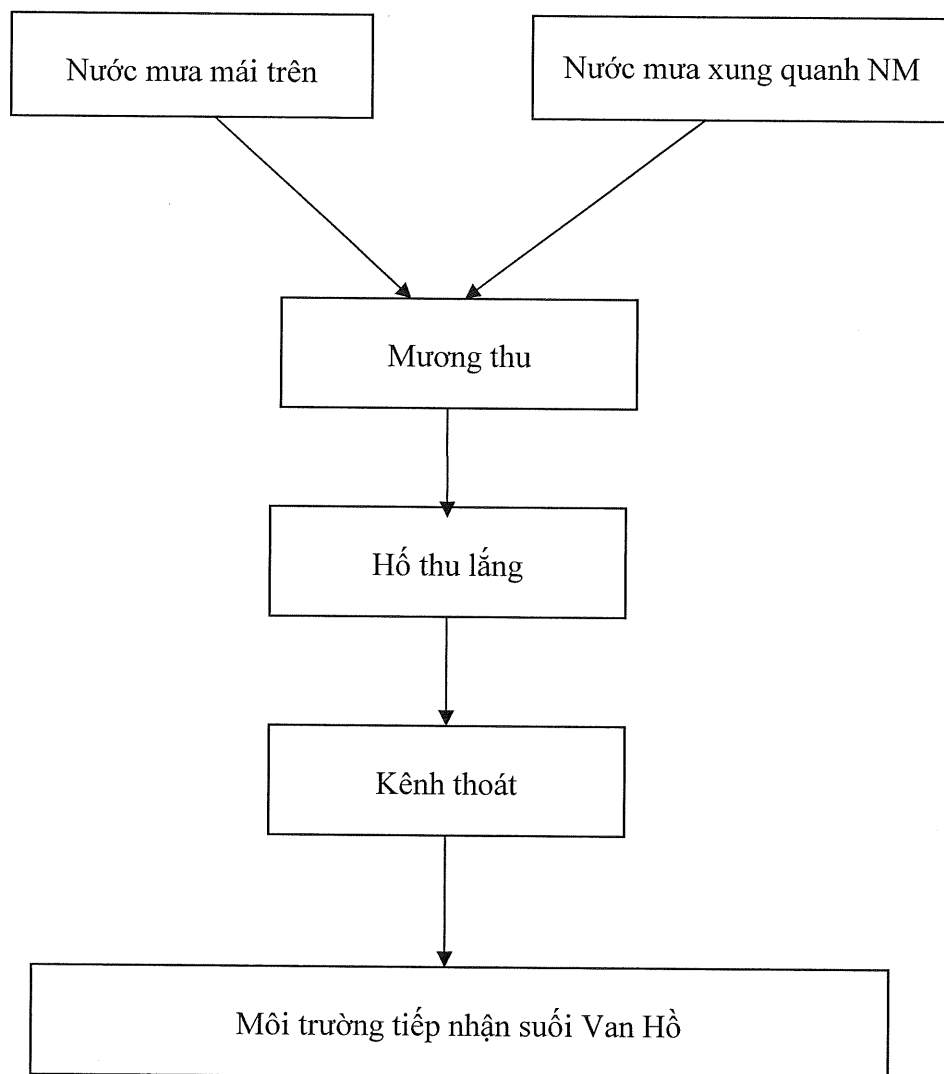 Nước mưa mái trên
Nước mưa xung quanh NM
Mương thu
Hố thu lắng
Kênh thoát
Môi trường tiếp nhận suối Van Hồ